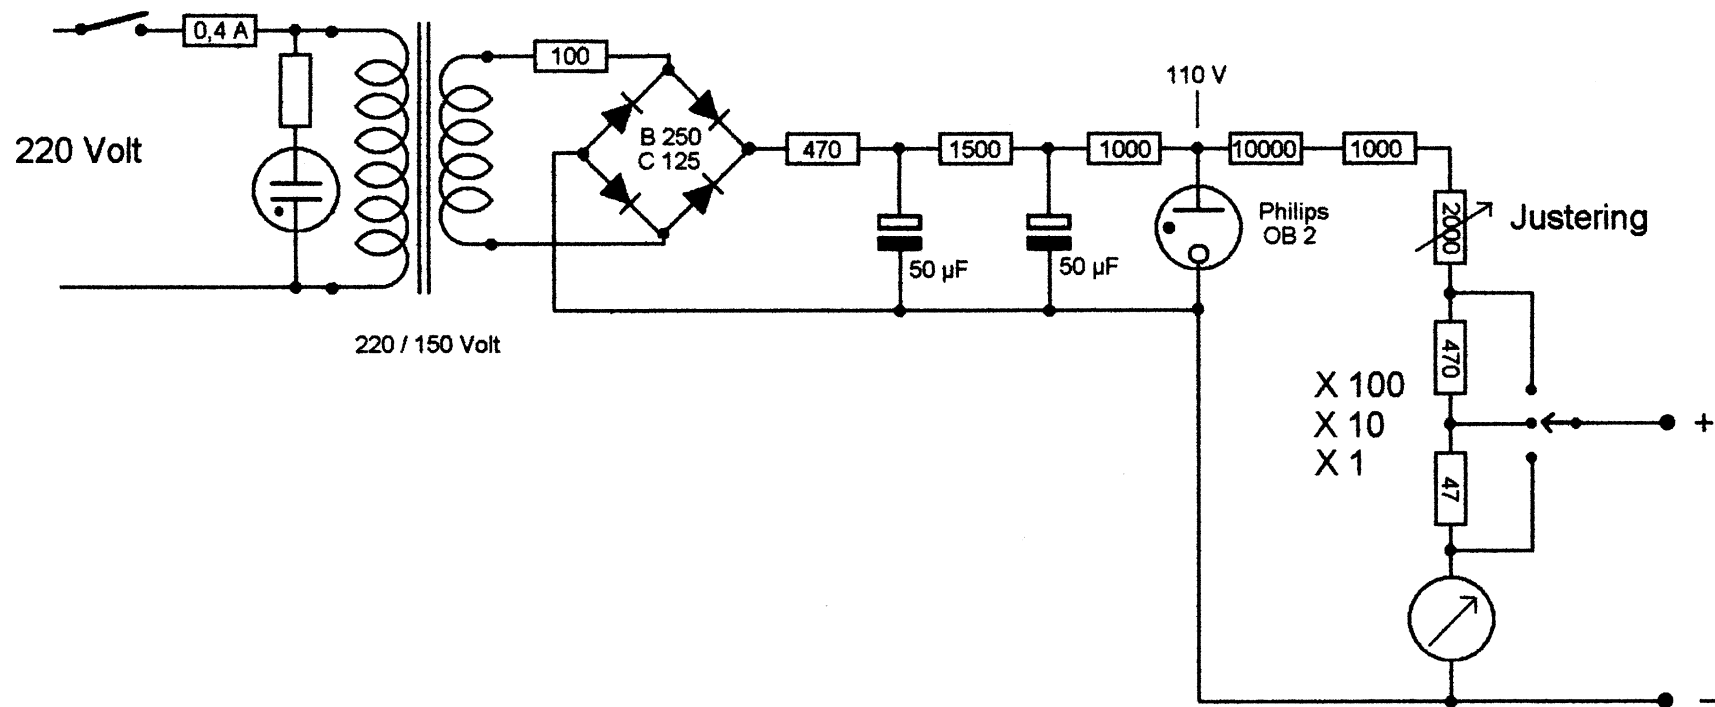 0,4 A
220 Volt
220 / 150 Volt
100
B 250
C 125
470
1500
1000
110 V
10000
1000
50 µF
50 µF
Philips
OB 2
2000
Justering
470
47
X 100
X 10
X 1
+
–